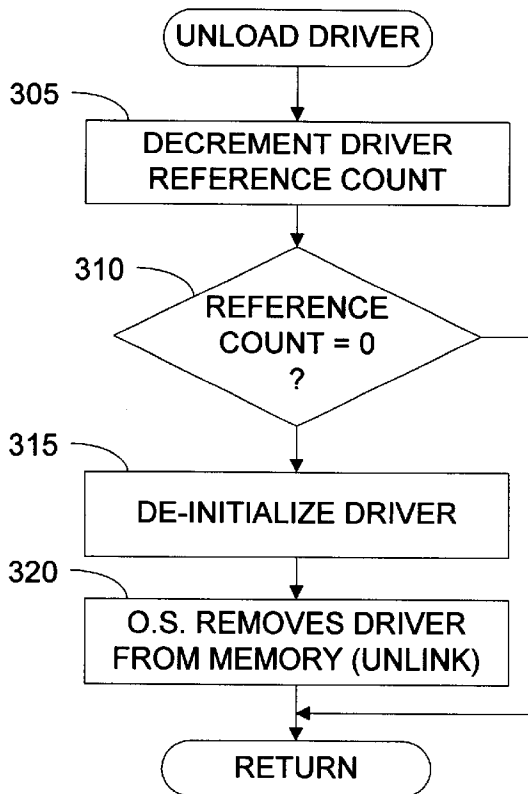 UNLOAD DRIVER
305
DECREMENT DRIVER
REFERENCE COUNT
310
REFERENCE
COUNT = 0
?
315
DE-INITIALIZE DRIVER
320
O.S. REMOVES DRIVER
FROM MEMORY (UNLINK)
RETURN